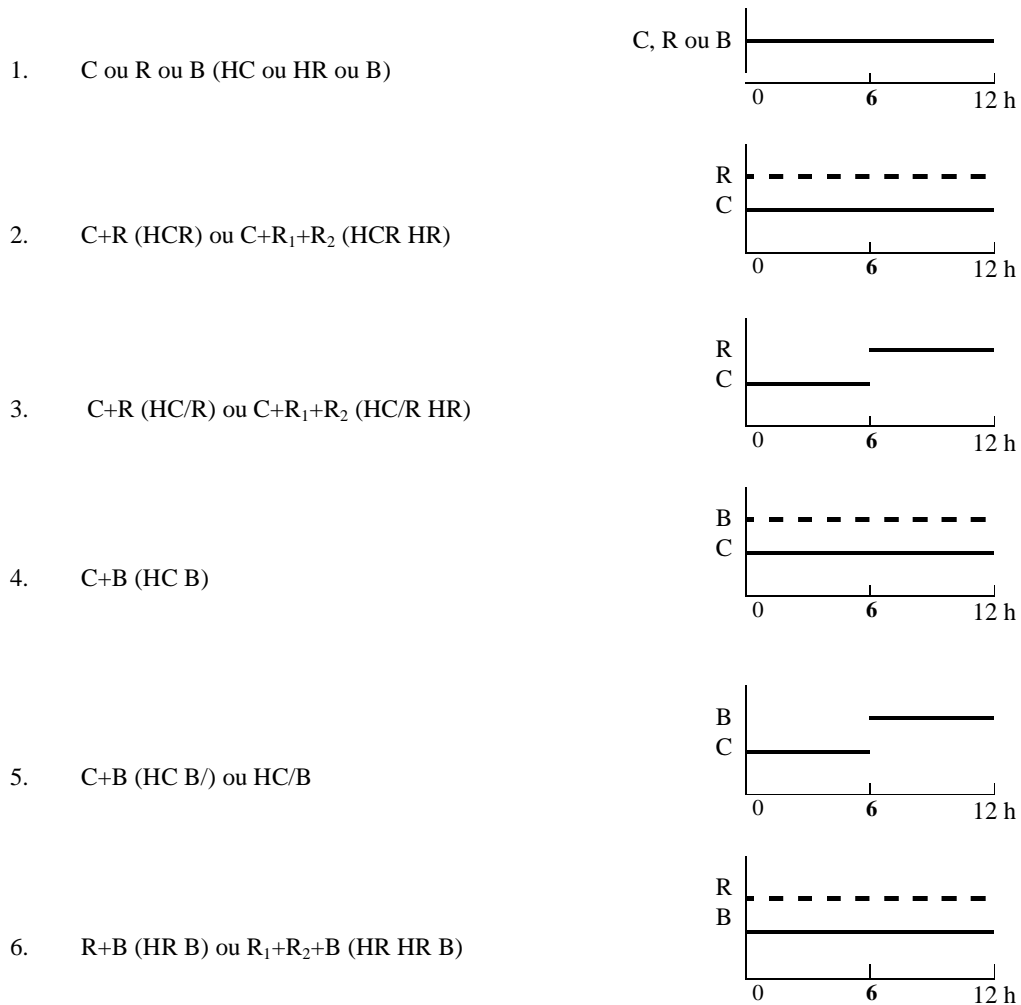 C, R ou B
1. C ou R ou B (HC ou HR ou B)
0 6 12 h
R
C
2. C+R (HCR) ou C+R₁+R₂ (HCR HR)
0 6 12 h
R
C
3. C+R (HC/R) ou C+R₁+R₂ (HC/R HR)
0 6 12 h
B
C
4. C+B (HC B)
0 6 12 h
B
C
5. C+B (HC B/) ou HC/B
0 6 12 h
R
B
6. R+B (HR B) ou R₁+R₂+B (HR HR B)
0 6 12 h